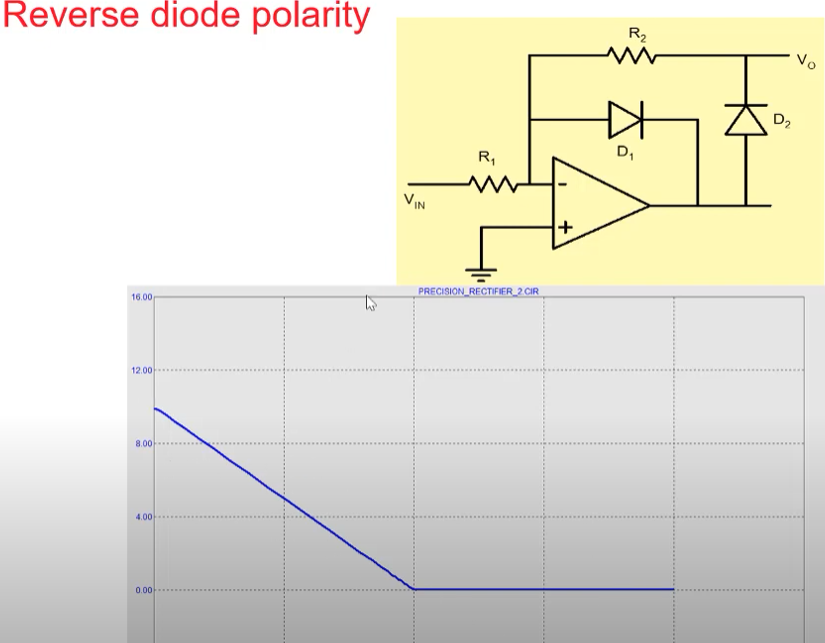 Reverse diode polarity
R2
VO
D2
D1
R1
VIN
-
+
PRECISION_RECTIFIER_2.CIR
16.00
12.00
8.00
4.00
0.00